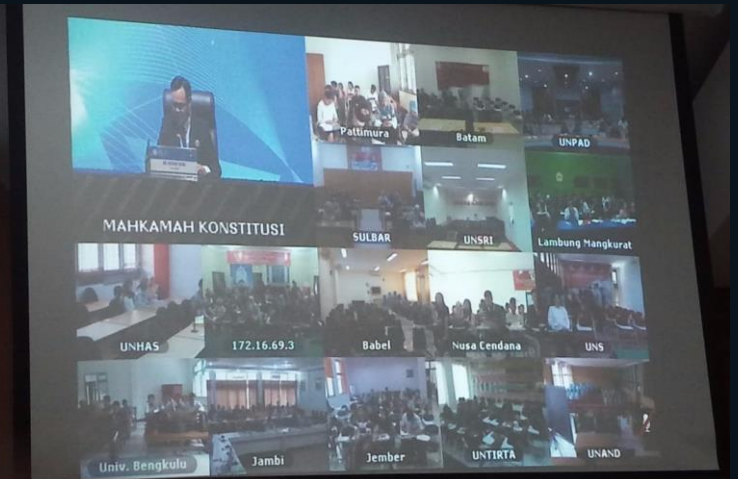 Pattimura
Batam
UNPAD
MAHKAMAH KONSTITUSI
SULBAR
UNSRI
Lambung Mangkurat
UNHAS
172.16.69.3
Babel
Nusa Cendana
UNS
Univ. Bengkulu
Jambi
Jember
UNTIRTA
UNAND